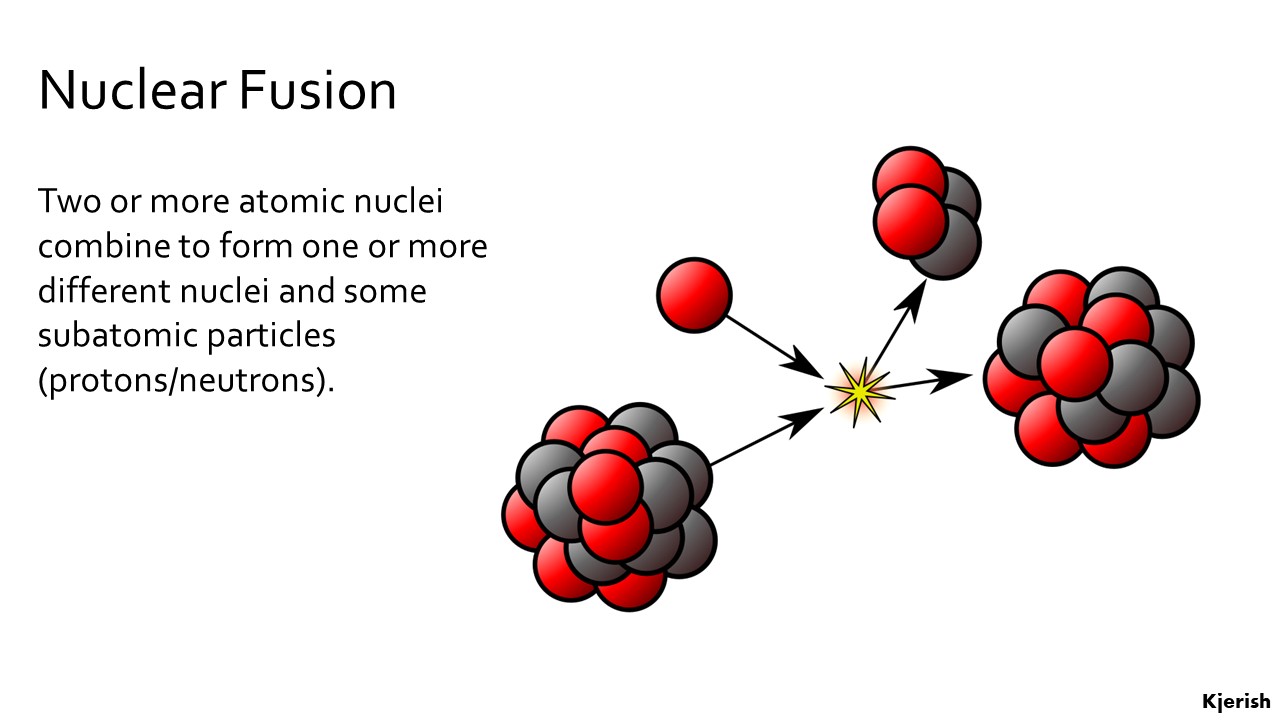 Nuclear Fusion
Two or more atomic nuclei
combine to form one or more
different nuclei and some
subatomic particles
(protons/neutrons).
Kjerish